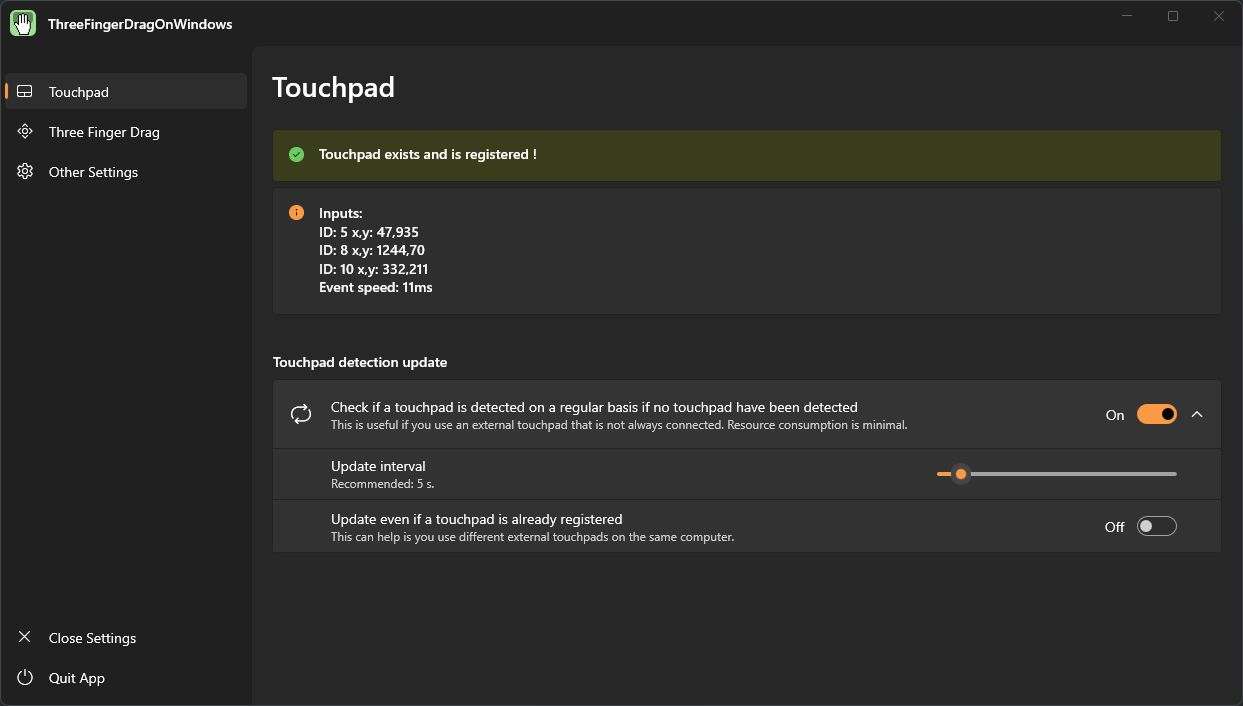 ThreeFingerDragOnWindows
Touchpad
Three Finger Drag
Other Settings
Close Settings
Quit App
Touchpad
Touchpad exists and is registered !
Inputs:
ID: 5 x,y: 47,935
ID: 8 x,y: 1244,70
ID: 10 x,y: 332,211
Event speed: 11ms
Touchpad detection update
Check if a touchpad is detected on a regular basis if no touchpad have been detected
This is useful if you use an external touchpad that is not always connected. Resource consumption is minimal.
On
Update interval
Recommended: 5 s.
Update even if a touchpad is already registered
This can help is you use different external touchpads on the same computer.
Off